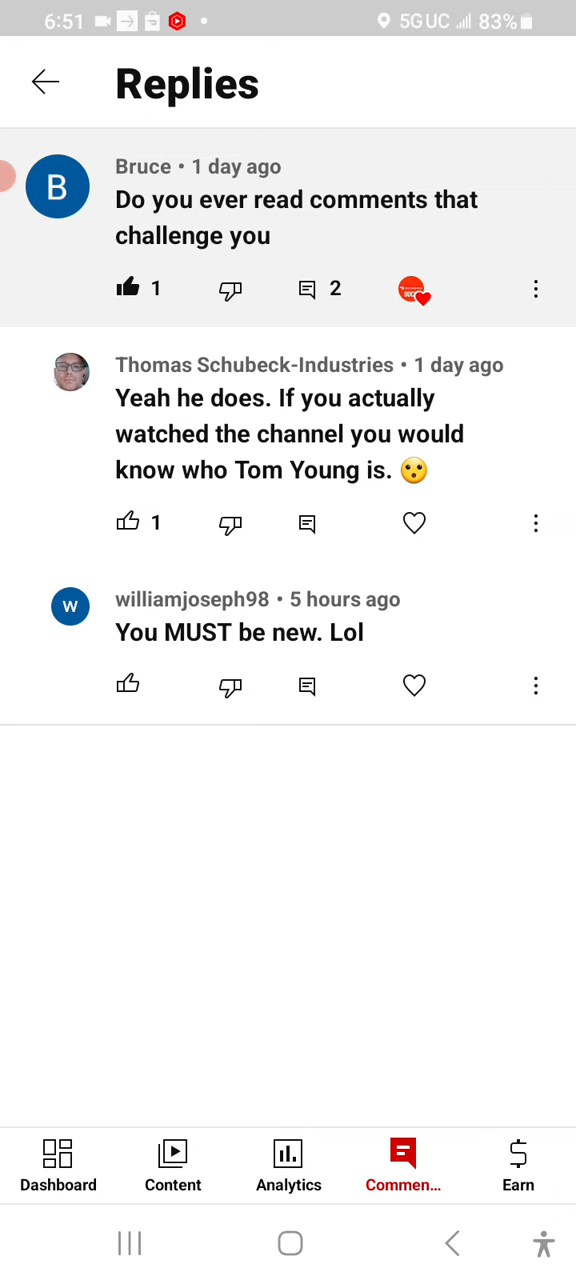 6:51 5G UC 83%
Replies
B
Bruce • 1 day ago
Do you ever read comments that
challenge you
1 2
Thomas Schubeck-Industries • 1 day ago
Yeah he does. If you actually
watched the channel you would
know who Tom Young is. 😮
1
W
williamjoseph98 • 5 hours ago
You MUST be new. Lol
Dashboard Content Analytics Commen... Earn